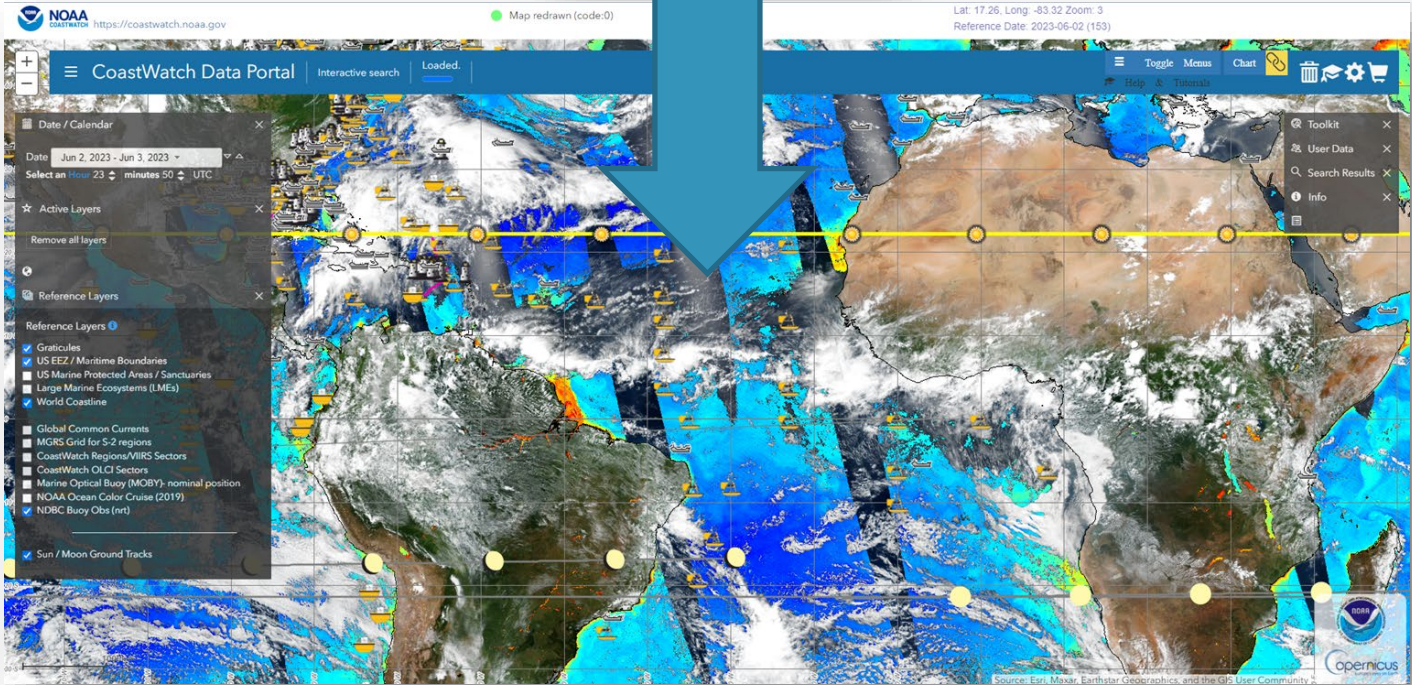 NOAA
COASTWATCH
https://coastwatch.noaa.gov
Map redrawn (code:0)
Lat: 17.26, Long: -83.32 Zoom: 3
Reference Date: 2023-06-02 (153)
+
−
CoastWatch Data Portal
Interactive search
Loaded.
Toggle Menus
Chart
Help & Tutorials
Date / Calendar
Date Jun 2, 2023 - Jun 3, 2023
Select an Hour 23 minutes 50 UTC
Active Layers
Remove all layers
Reference Layers
Reference Layers
Graticules
US EEZ / Maritime Boundaries
US Marine Protected Areas / Sanctuaries
Large Marine Ecosystems (LMEs)
World Coastline
Global Common Currents
MGRS Grid for S-2 regions
CoastWatch Regions/VIIRS Sectors
CoastWatch OLCI Sectors
Marine Optical Buoy (MOBY)- nominal position
NOAA Ocean Color Cruise (2019)
NDBC Buoy Obs (nrt)
Sun / Moon Ground Tracks
Toolkit
User Data
Search Results
Info
NOAA
opernicus
Source: Esri, Maxar, Earthstar Geographics, and the GIS User Community